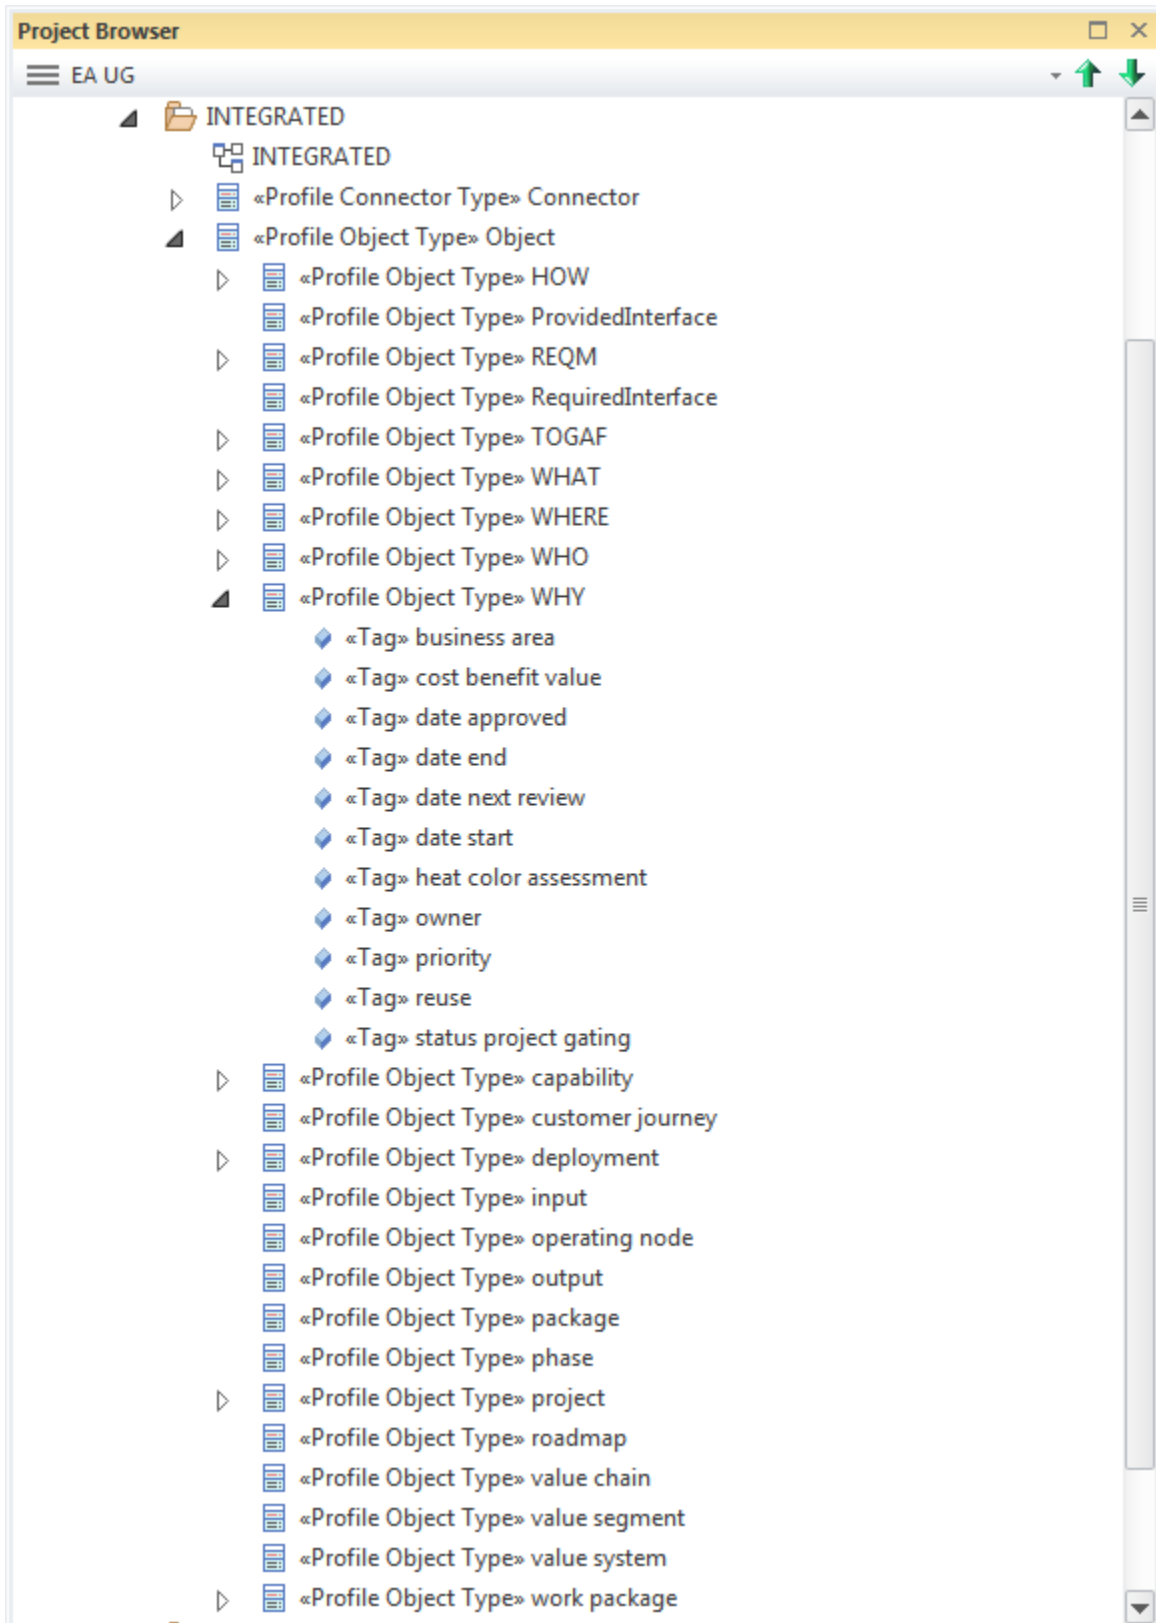 Project Browser
EA UG
INTEGRATED
INTEGRATED
«Profile Connector Type» Connector
«Profile Object Type» Object
«Profile Object Type» HOW
«Profile Object Type» ProvidedInterface
«Profile Object Type» REQM
«Profile Object Type» RequiredInterface
«Profile Object Type» TOGAF
«Profile Object Type» WHAT
«Profile Object Type» WHERE
«Profile Object Type» WHO
«Profile Object Type» WHY
«Tag» business area
«Tag» cost benefit value
«Tag» date approved
«Tag» date end
«Tag» date next review
«Tag» date start
«Tag» heat color assessment
«Tag» owner
«Tag» priority
«Tag» reuse
«Tag» status project gating
«Profile Object Type» capability
«Profile Object Type» customer journey
«Profile Object Type» deployment
«Profile Object Type» input
«Profile Object Type» operating node
«Profile Object Type» output
«Profile Object Type» package
«Profile Object Type» phase
«Profile Object Type» project
«Profile Object Type» roadmap
«Profile Object Type» value chain
«Profile Object Type» value segment
«Profile Object Type» value system
«Profile Object Type» work package